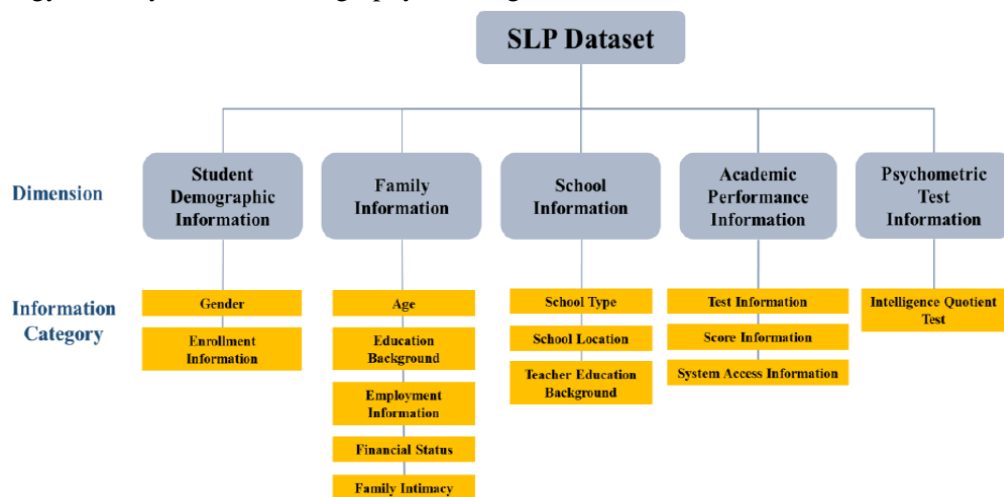 SLP Dataset
Dimension
Student
Demographic
Information
Family
Information
School
Information
Academic
Performance
Information
Psychometric
Test
Information
Information
Category
Gender
Enrollment
Information
Age
Education
Background
Employment
Information
Financial Status
Family Intimacy
School Type
School Location
Teacher Education
Background
Test Information
Score Information
System Access Information
Intelligence Quotient
Test